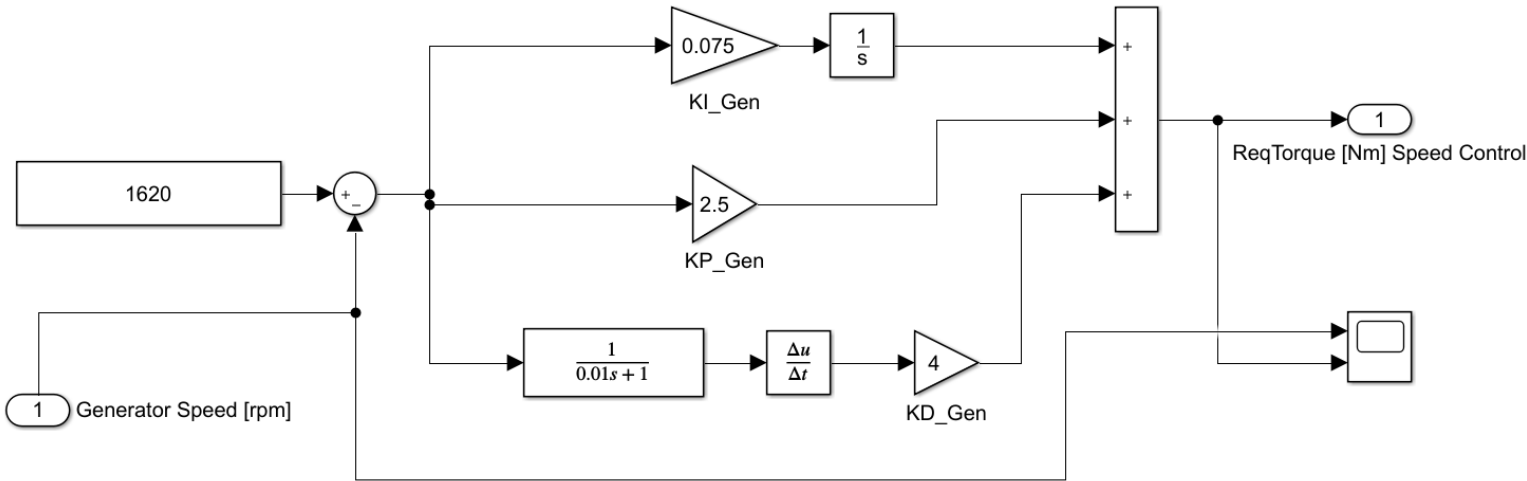 0.075
1
s
KI_Gen
+
+
+
1
ReqTorque [Nm] Speed Control
1620
+
−
2.5
KP_Gen
1
0.01s + 1
Δu
Δt
4
KD_Gen
1
Generator Speed [rpm]